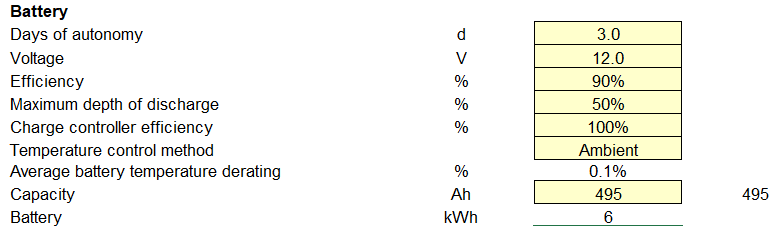 Battery
Days of autonomy d 3.0
Voltage V 12.0
Efficiency % 90%
Maximum depth of discharge % 50%
Charge controller efficiency % 100%
Temperature control method Ambient
Average battery temperature derating % 0.1%
Capacity Ah 495 495
Battery kWh 6